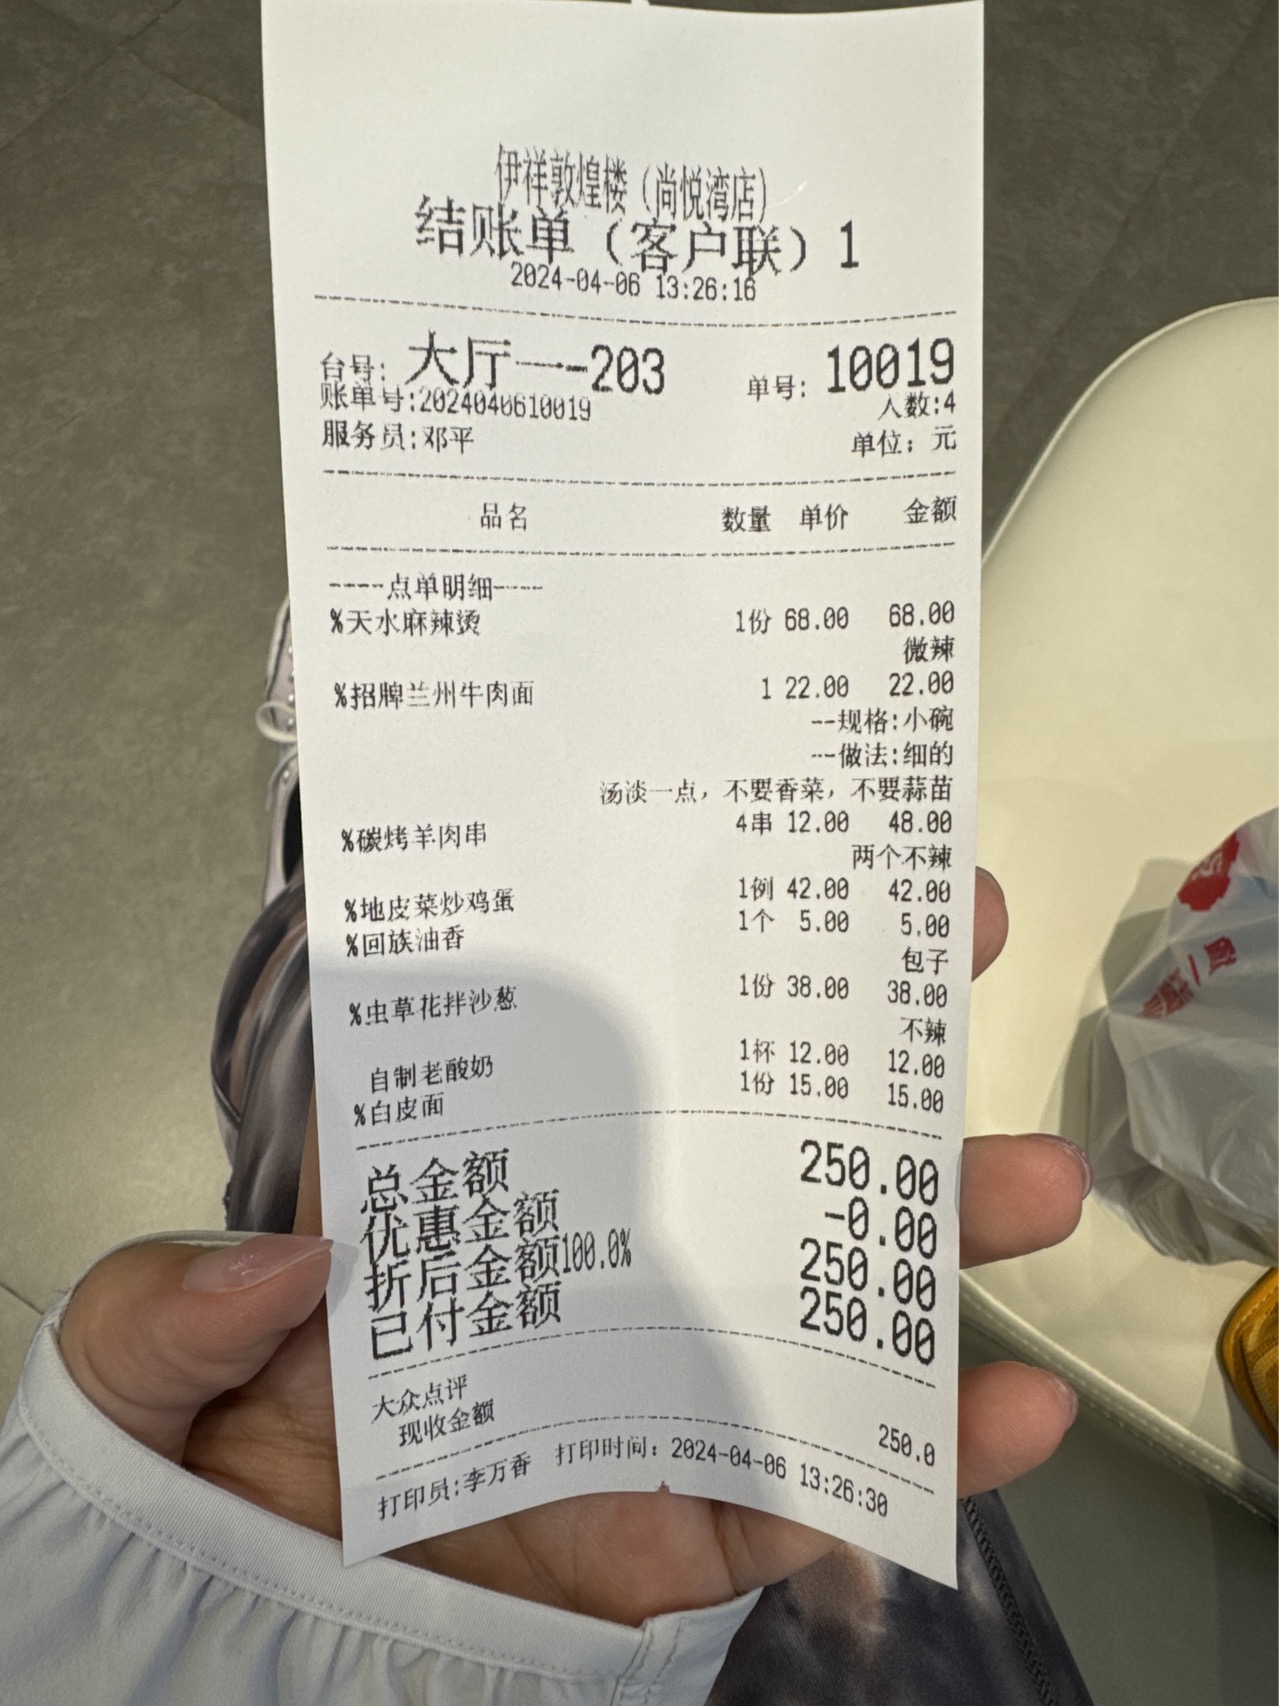 伊祥敦煌楼（尚悦湾店）
结账单（客户联）1
2024-04-06 13:26:16
台号：大厅一-203 单号：10019
账单号:2024040610019 人数:4
服务员:邓平 单位：元
品名 数量 单价 金额
----点单明细----
%天水麻辣烫 1份 68.00 68.00
微辣
%招牌兰州牛肉面 1 22.00 22.00
--规格:小碗
--做法:细的
汤淡一点，不要香菜，不要蒜苗
%碳烤羊肉串 4串 12.00 48.00
两个不辣
%地皮菜炒鸡蛋 1例 42.00 42.00
%回族油香 1个 5.00 5.00
包子
%虫草花拌沙葱 1份 38.00 38.00
不辣
自制老酸奶 1杯 12.00 12.00
%白皮面 1份 15.00 15.00
总金额 250.00
优惠金额 -0.00
折后金额100.0% 250.00
已付金额 250.00
大众点评
现收金额 250.0
打印员:李万香 打印时间：2024-04-06 13:26:30